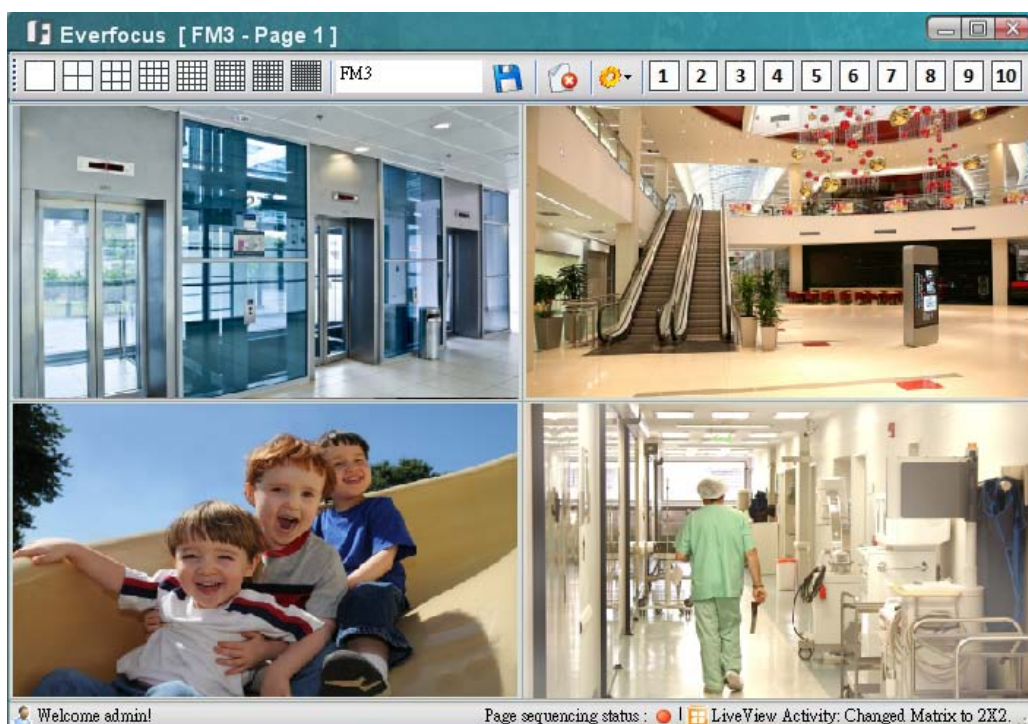 Everfocus [ FM3 - Page 1 ]
FM3
1 2 3 4 5 6 7 8 9 10
Welcome admin!
Page sequencing status : | LiveView Activity: Changed Matrix to 2X2.